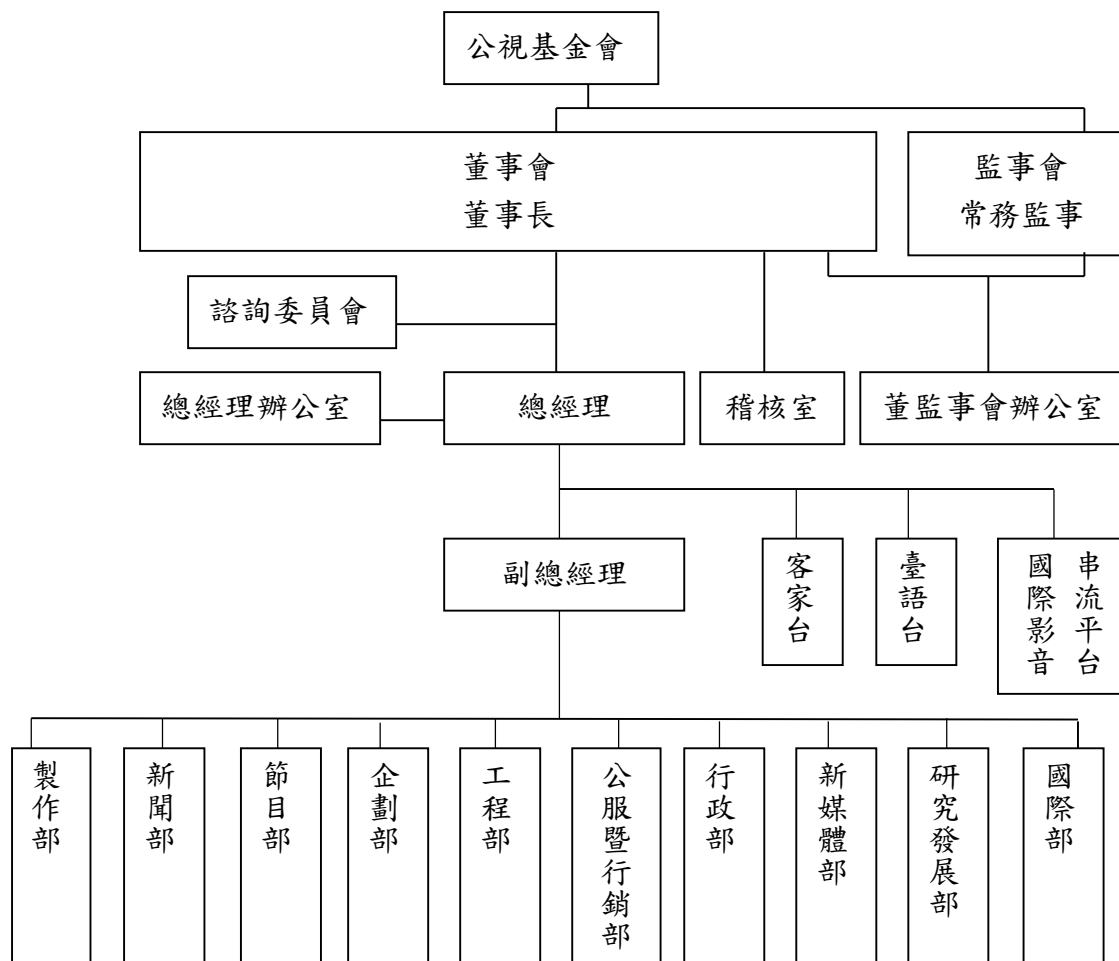 公視基金會
董事會
董事長
監事會
常務監事
諮詢委員會
總經理辦公室
總經理
稽核室
董監事會辦公室
副總經理
客家台
臺語台
國際影音
串流平台
製作部
新聞部
節目部
企劃部
工程部
公服暨行銷部
行政部
新媒體部
研究發展部
國際部